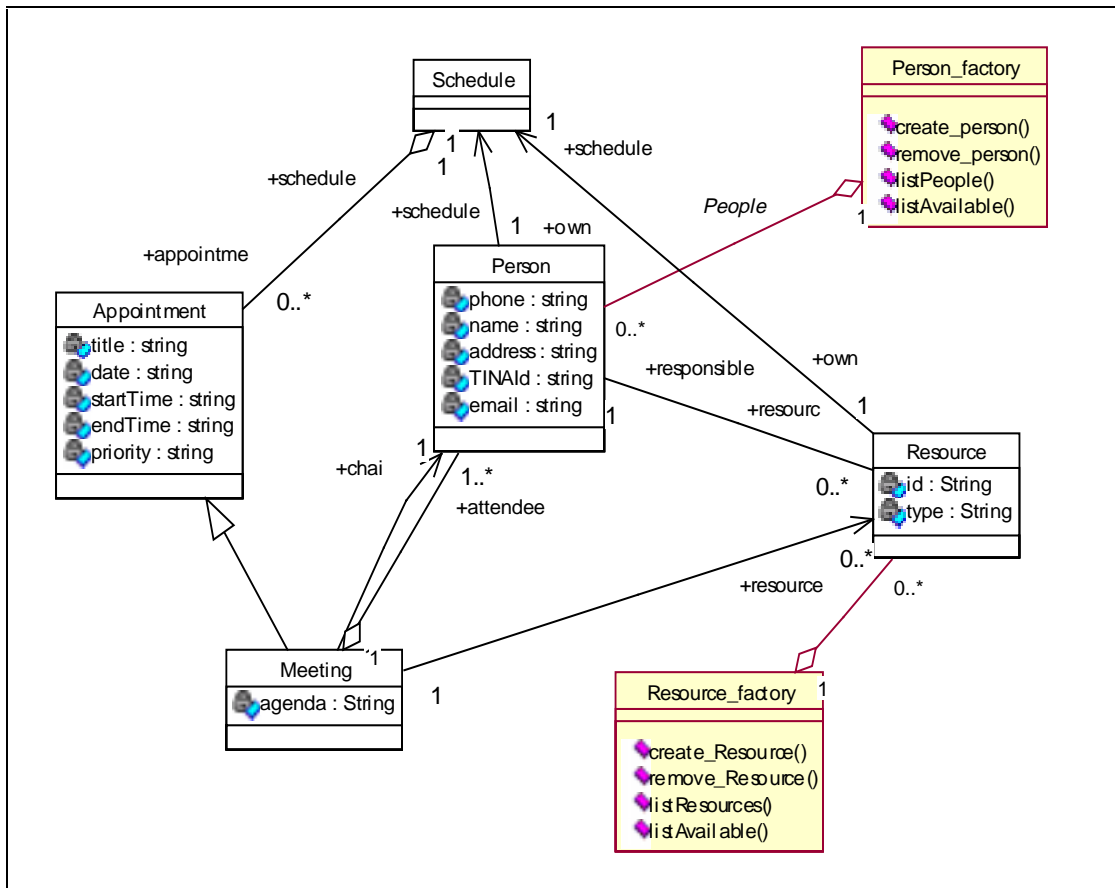 Schedule
1
1
1
+schedule
+schedule
+schedule
+appointme
0..*
1
+own
Person_factory
create_person()
remove_person()
listPeople()
listAvailable()
1
People
0..*
Appointment
title : string
date : string
startTime : string
endTime : string
priority : string
Person
phone : string
name : string
address : string
TINAId : string
email : string
+responsible
1
+resourc
0..*
+own
1
Resource
id : String
type : String
+chai
1
1..*
+attendee
0..*
+resource
0..*
1
1
Meeting
agenda : String
Resource_factory
1
create_Resource()
remove_Resource()
listResources()
listAvailable()